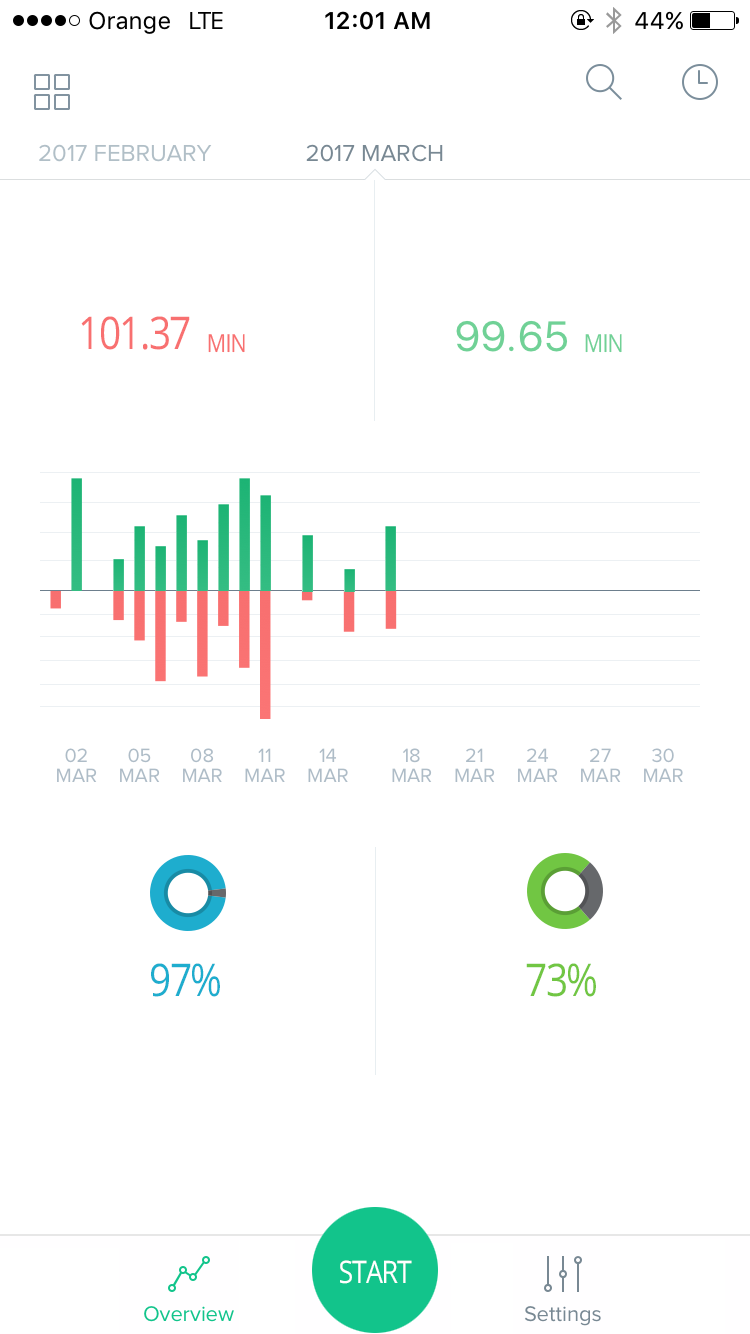 Orange LTE 12:01 AM 44%
2017 FEBRUARY 2017 MARCH
101.37 MIN 99.65 MIN
02 05 08 11 14 18 21 24 27 30
MAR MAR MAR MAR MAR MAR MAR MAR MAR MAR
97% 73%
START
Overview Settings